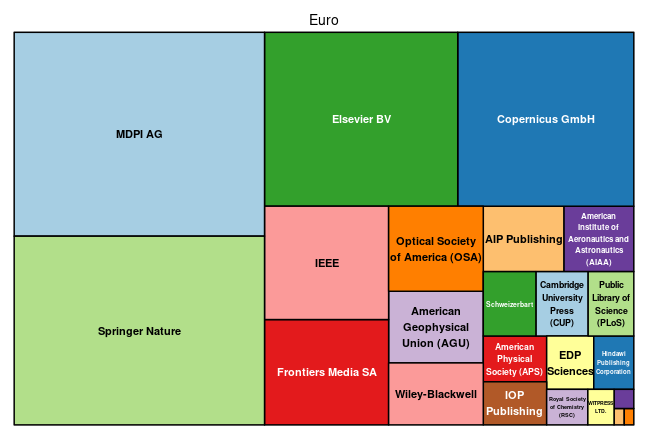 Euro
MDPI AG
Elsevier BV
Copernicus GmbH
Springer Nature
IEEE
Frontiers Media SA
Optical Society
of America (OSA)
American
Geophysical
Union (AGU)
Wiley-Blackwell
AIP Publishing
American
Institute of
Aeronautics and
Astronautics
(AIAA)
Schweizerbart
Cambridge
University
Press
(CUP)
Public
Library of
Science
(PLoS)
American
Physical
Society (APS)
EDP
Sciences
Hindawi
Publishing
Corporation
IOP
Publishing
Royal Society
of Chemistry
(RSC)
WITPRESS
LTD.